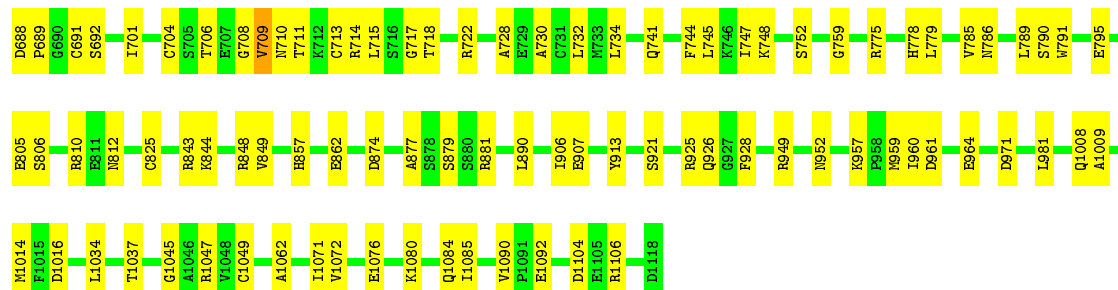 D688 P689 G690 C691 S692 I701 C704 S705 T706 E707 G708 V709 N710 T711 K712 C713 R714 L715 S716 G717 T718 R722 A728 E729 A730 C731 L732 M733 L734 Q741 F744 L745 K746 I747 K748 S752 G759 R775 H778 L779 V785 N786 L789 S790 W791 E795
E805 S806 R810 E811 N812 C825 R843 K844 R848 V849 H857 E862 D874 A877 S878 S879 S880 R881 L890 I906 E907 Y913 S921 R925 Q926 G927 F928 R949 N952 K957 P958 M959 I960 D961 E964 D971 L981 Q1008 A1009
M1014 F1015 D1016 L1034 T1037 G1045 A1046 R1047 V1048 C1049 A1062 I1071 V1072 E1076 K1080 Q1084 I1085 V1090 P1091 E1092 D1104 E1105 R1106 D1118